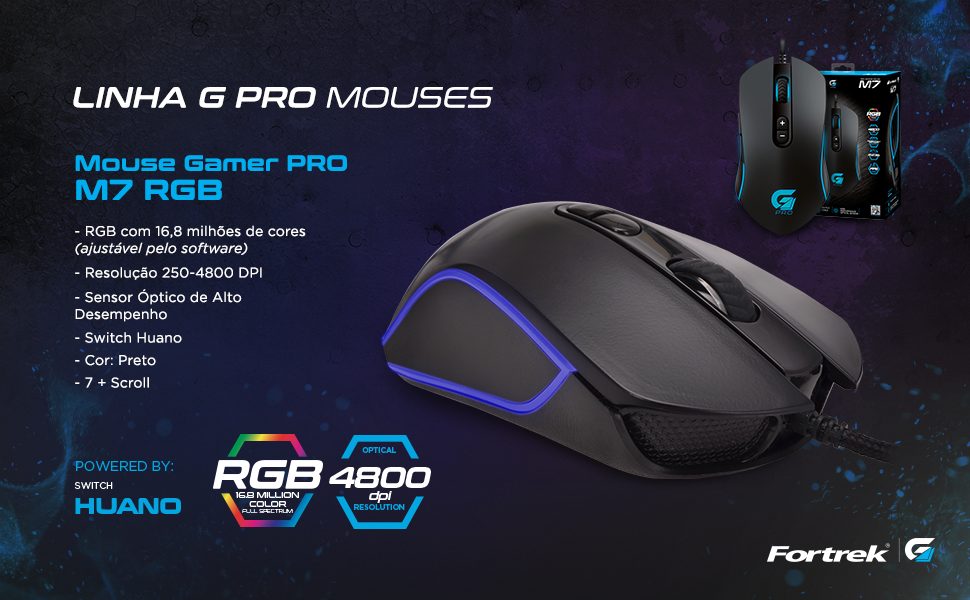 LINHA G PRO MOUSES
Mouse Gamer PRO
M7 RGB
- RGB com 16,8 milhões de cores
(ajustável pelo software)
- Resolução 250-4800 DPI
- Sensor Óptico de Alto
Desempenho
- Switch Huano
- Cor: Preto
- 7 + Scroll
POWERED BY:
SWITCH
HUANO
RGB
16.8 MILLION
COLOR
FULL SPECTRUM
OPTICAL
4800
dpi
RESOLUTION
M7
RGB
G
PRO
Fortrek®
G